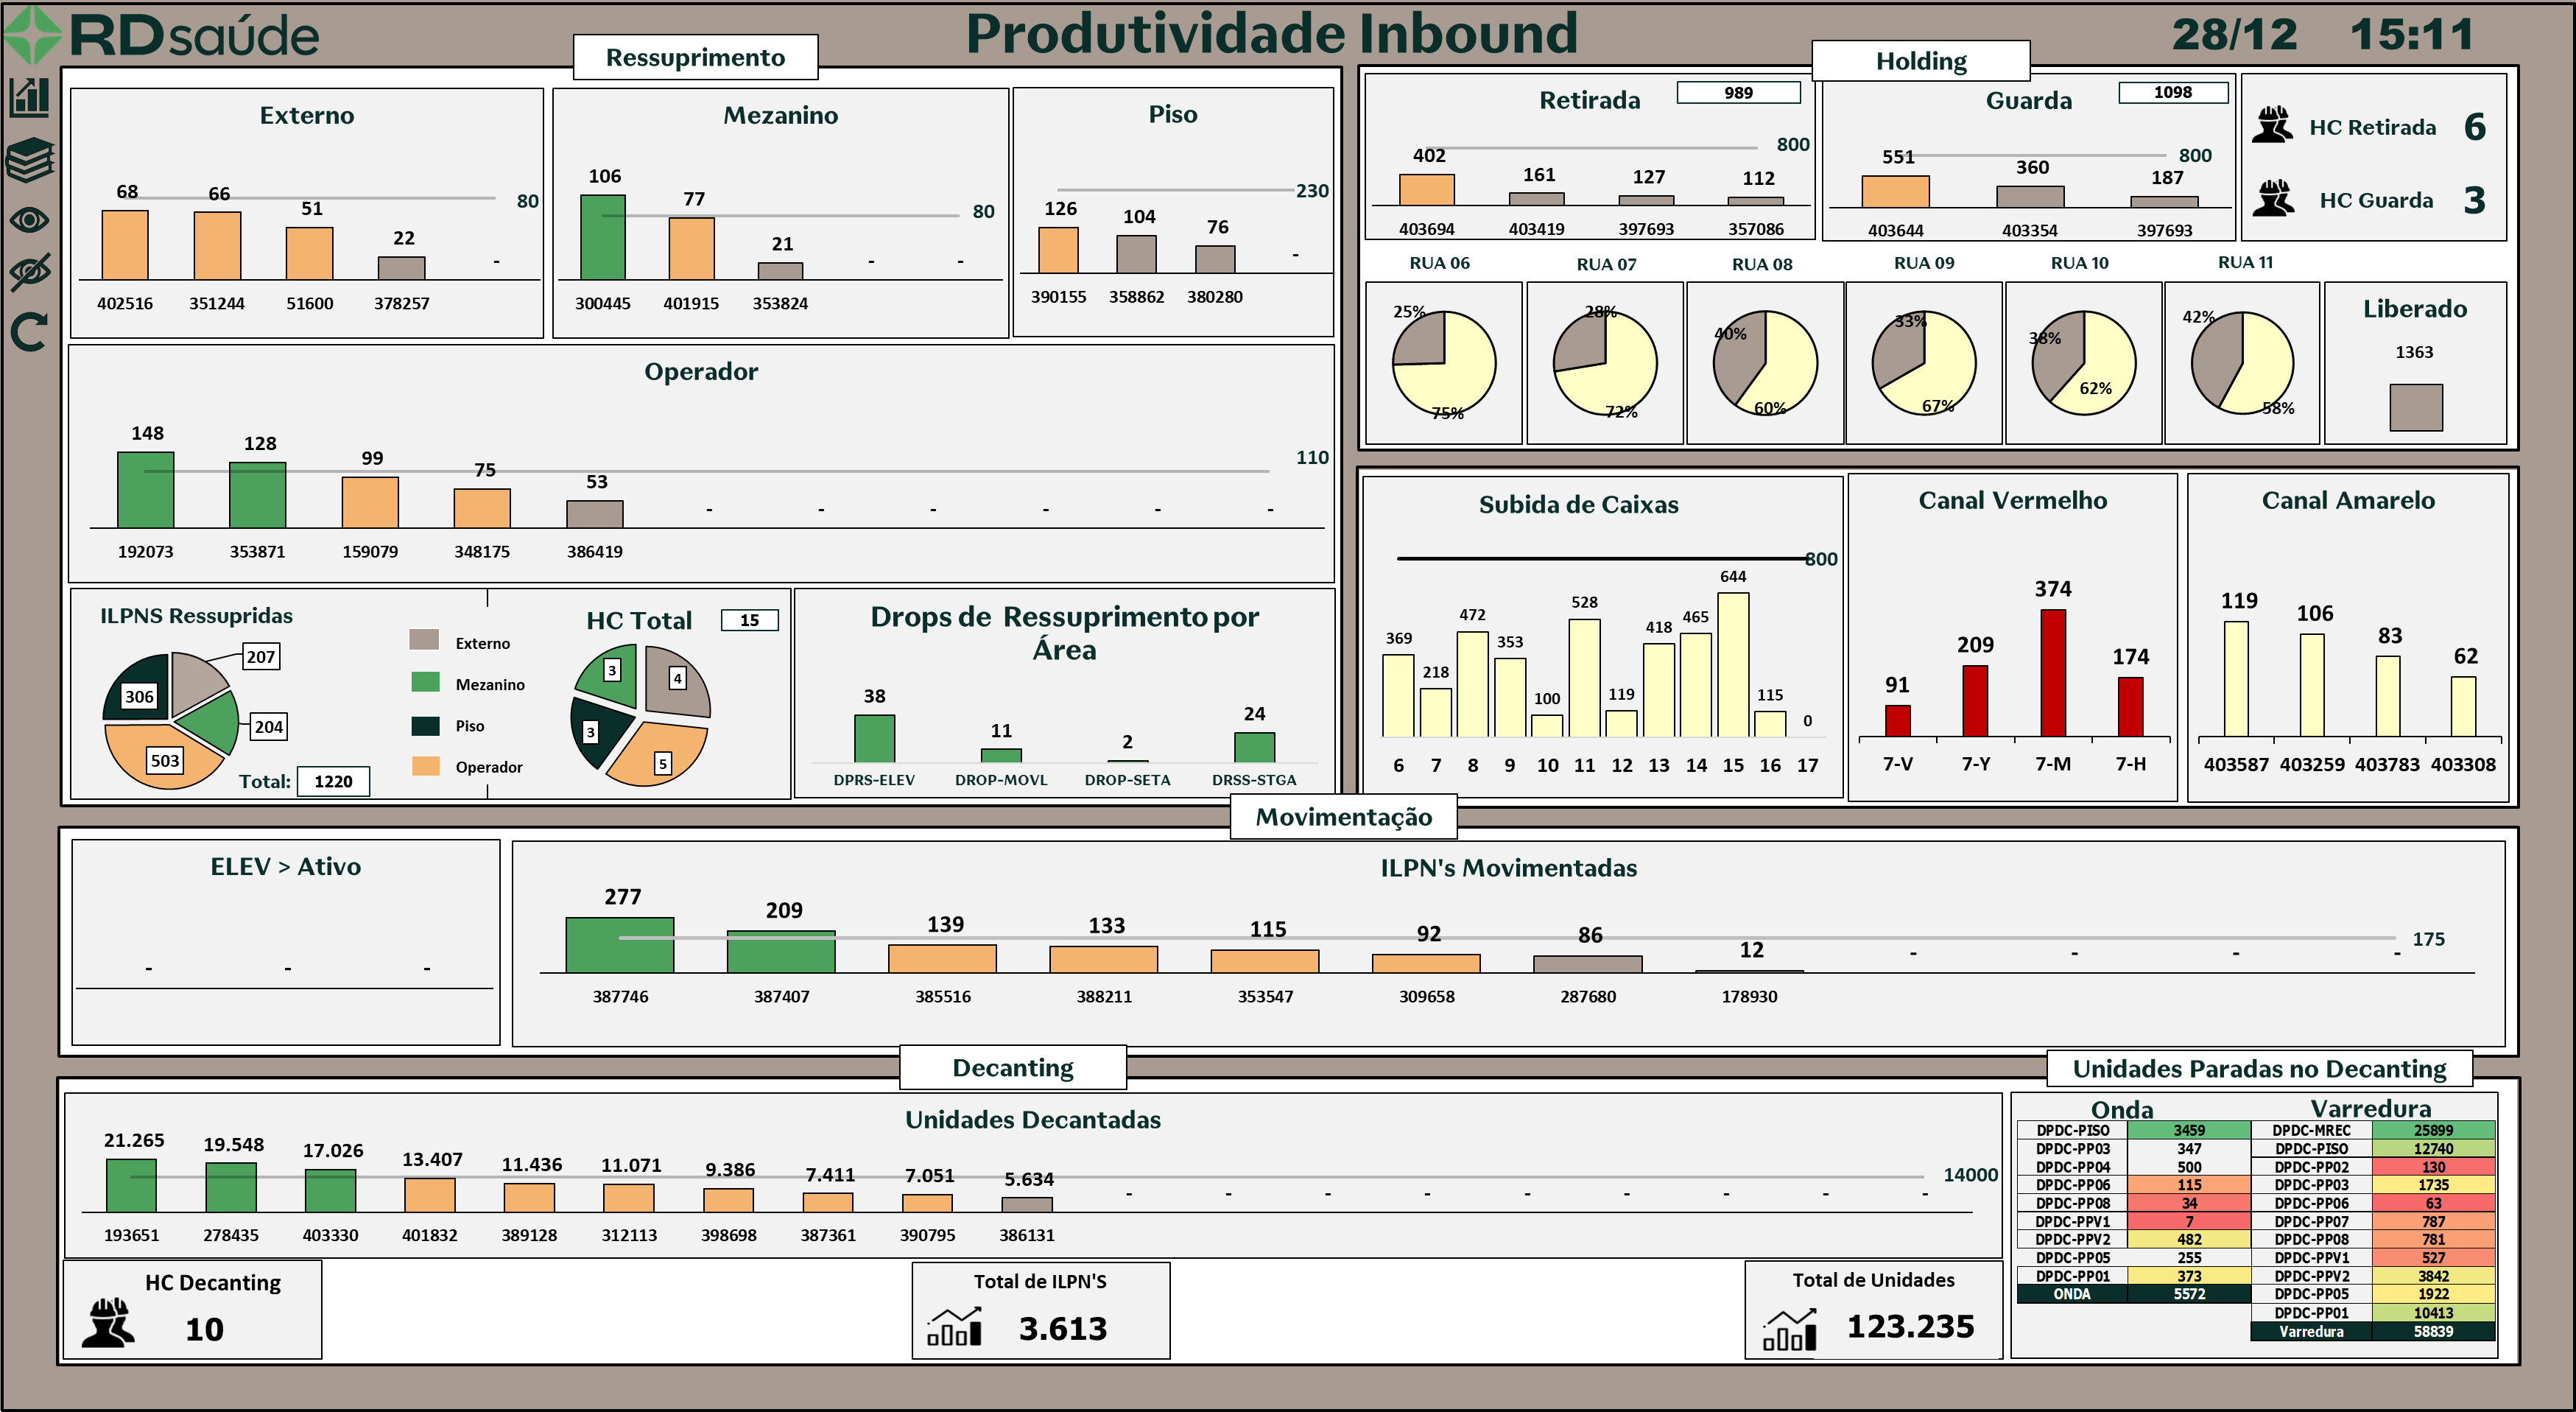 RDsaúde
Produtividade Inbound
28/12 15:11
Ressuprimento
Externo
68 66 51 22 -
80
402516 351244 51600 378257
Mezanino
106 77 21 - -
80
300445 401915 353824
Piso
126 104 76 -
230
390155 358862 380280
Operador
148 128 99 75 53 - - - - - -
110
192073 353871 159079 348175 386419
ILPNS Ressupridas
207
306
204
503
Total: 1220
Externo
Mezanino
Piso
Operador
HC Total 15
3 4
3 5
Drops de Ressuprimento por
Área
38 11 2 24
DPRS-ELEV DROP-MOVL DROP-SETA DRSS-STGA
Holding
Retirada 989
402 161 127 112
800
403694 403419 397693 357086
Guarda 1098
551 360 187
800
403644 403354 397693
HC Retirada 6
HC Guarda 3
RUA 06 RUA 07 RUA 08 RUA 09 RUA 10 RUA 11
25% 28% 40% 33% 38% 42%
75% 72% 60% 67% 62% 58%
Liberado
1363
Subida de Caixas
800
369 218 472 353 100 528 119 418 465 644 115 0
6 7 8 9 10 11 12 13 14 15 16 17
Canal Vermelho
91 209 374 174
7-V 7-Y 7-M 7-H
Canal Amarelo
119 106 83 62
403587 403259 403783 403308
Movimentação
ELEV > Ativo
- - -
ILPN's Movimentadas
277 209 139 133 115 92 86 12 - - - -
175
387746 387407 385516 388211 353547 309658 287680 178930
Decanting
Unidades Decantadas
21.265 19.548 17.026 13.407 11.436 11.071 9.386 7.411 7.051 5.634 - - - - - - - - -
14000
193651 278435 403330 401832 389128 312113 398698 387361 390795 386131
HC Decanting
10
Total de ILPN'S
3.613
Total de Unidades
123.235
Unidades Paradas no Decanting
Onda Varredura
DPDC-PISO 3459 DPDC-MREC 25899
DPDC-PP03 347 DPDC-PISO 12740
DPDC-PP04 500 DPDC-PP02 130
DPDC-PP06 115 DPDC-PP03 1735
DPDC-PP08 34 DPDC-PP06 63
DPDC-PPV1 7 DPDC-PP07 787
DPDC-PPV2 482 DPDC-PP08 781
DPDC-PP05 255 DPDC-PPV1 527
DPDC-PP01 373 DPDC-PPV2 3842
ONDA 5572 DPDC-PP05 1922
DPDC-PP01 10413
Varredura 58839